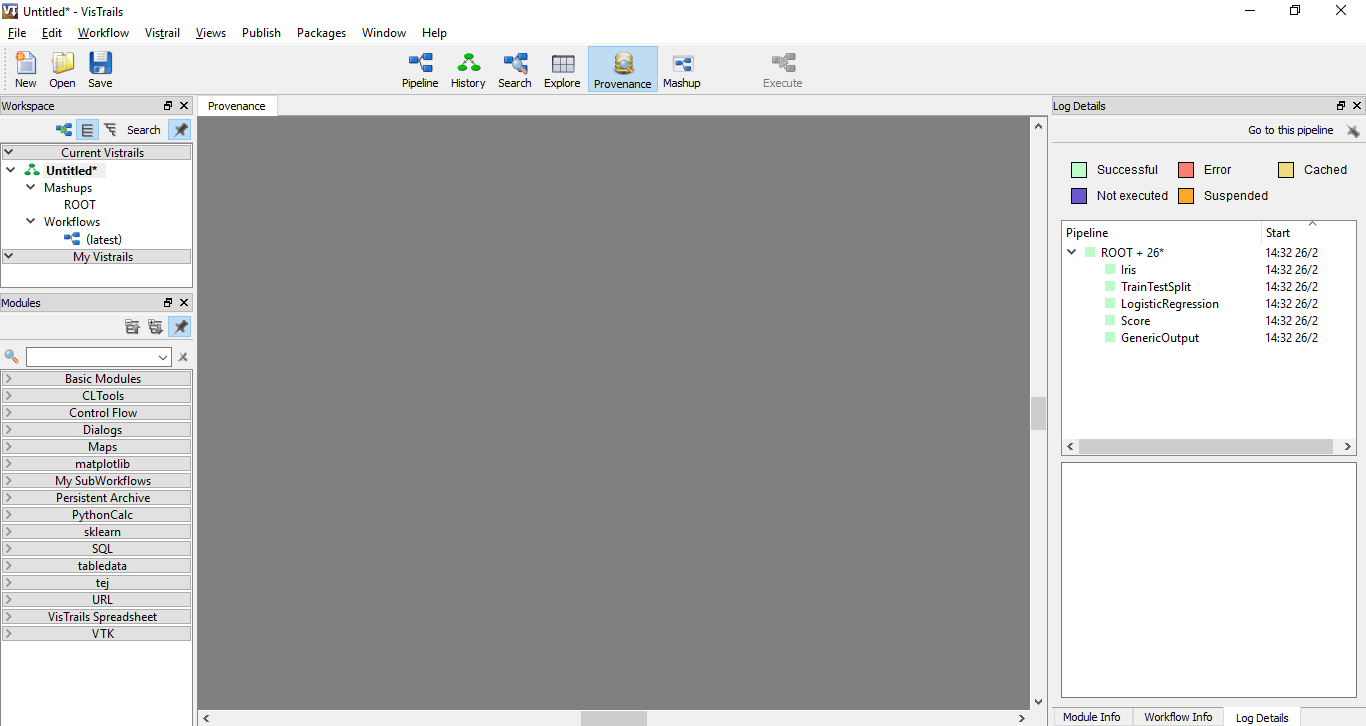 Untitled* - VisTrails
File Edit Workflow Vistrail Views Publish Packages Window Help
New Open Save Pipeline History Search Explore Provenance Mashup Execute
Workspace
Search
Current Vistrails
Untitled*
Mashups
ROOT
Workflows
(latest)
My Vistrails
Modules
Basic Modules
CLTools
Control Flow
Dialogs
Maps
matplotlib
My SubWorkflows
Persistent Archive
PythonCalc
sklearn
SQL
tabledata
tej
URL
VisTrails Spreadsheet
VTK
Provenance
Log Details
Go to this pipeline
Successful Error Cached
Not executed Suspended
Pipeline Start
ROOT + 26* 14:32 26/2
Iris 14:32 26/2
TrainTestSplit 14:32 26/2
LogisticRegression 14:32 26/2
Score 14:32 26/2
GenericOutput 14:32 26/2
Module Info Workflow Info Log Details